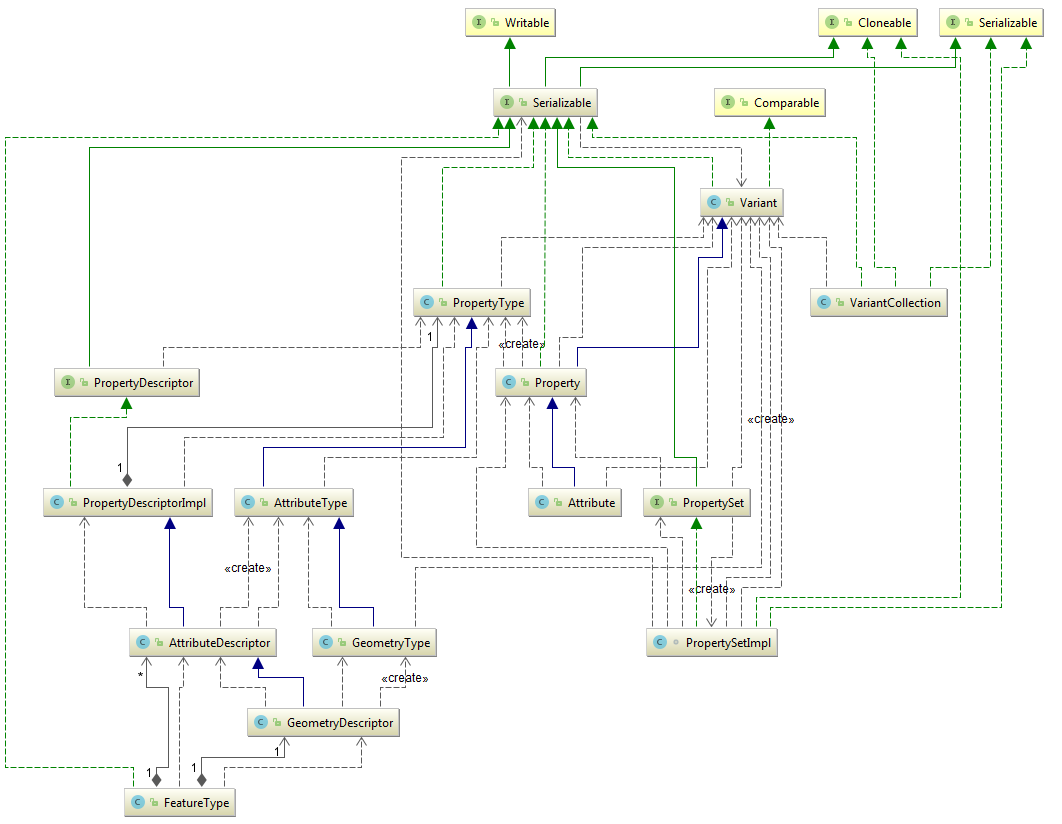 Writable
Cloneable
Serializable
Serializable
Comparable
Variant
PropertyType
VariantCollection
1
«create»
PropertyDescriptor
Property
«create»
1
PropertyDescriptorImpl
AttributeType
Attribute
PropertySet
«create»
«create»
AttributeDescriptor
GeometryType
PropertySetImpl
*
«create»
GeometryDescriptor
1
1
1
FeatureType